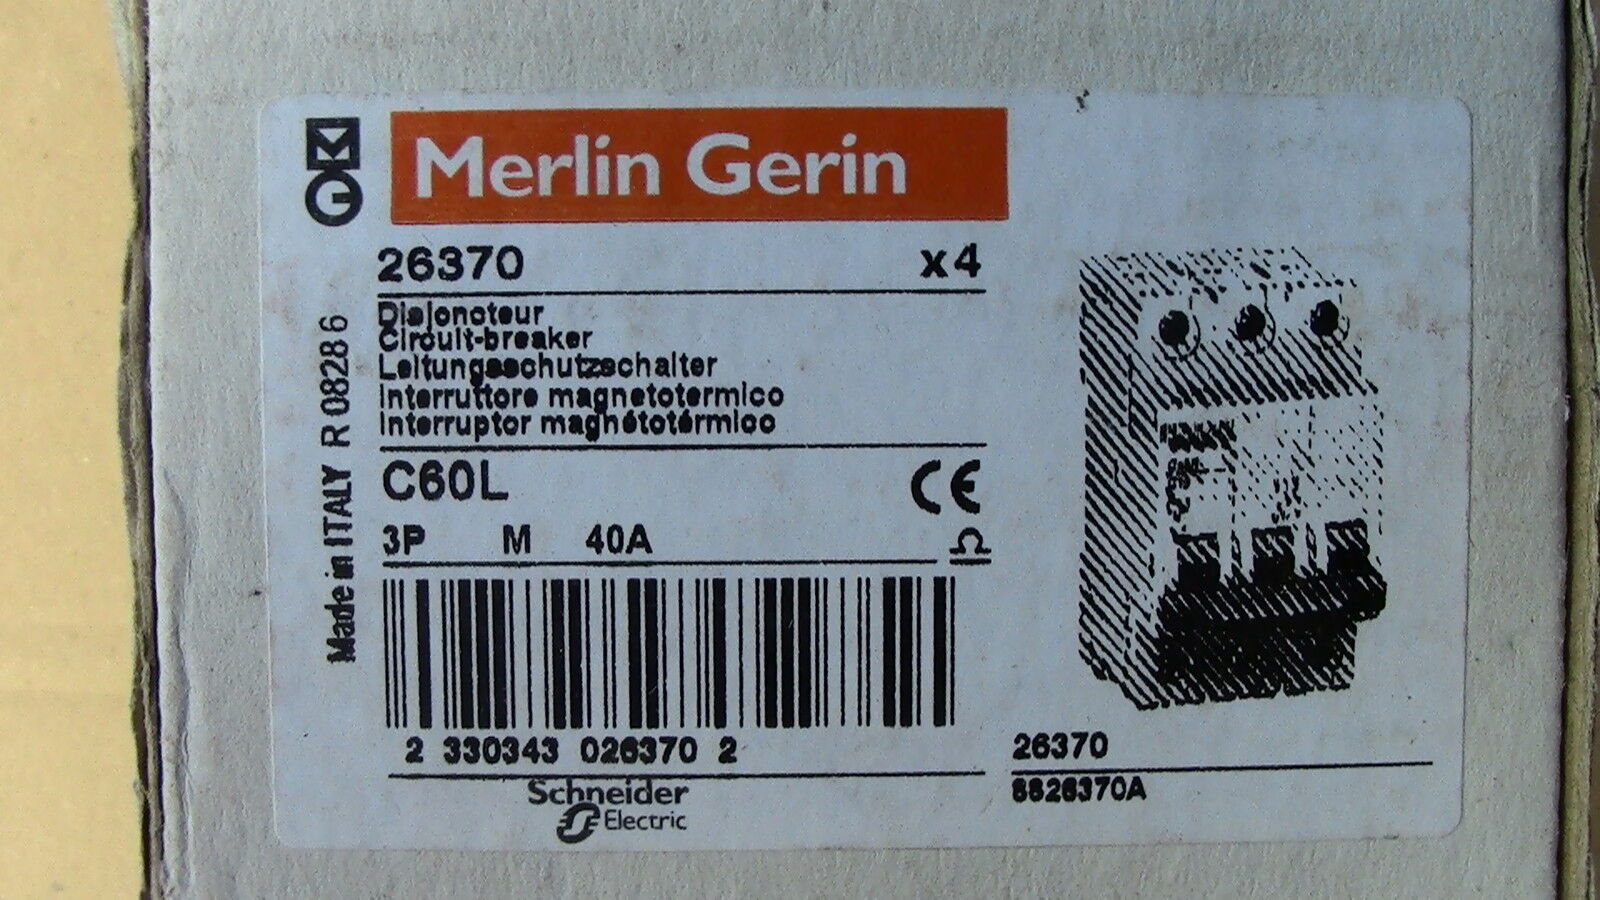 Merlin Gerin
26370 x4
Disjoncteur
Circuit-breaker
Leitungsschutzschalter
Interruttore magnetotermico
Interruptor magnétotérmico
C60L CE
3P M 40A
2 330343 026370 2
Schneider
Electric
Made in ITALY R 0828 6
26370
6626370A